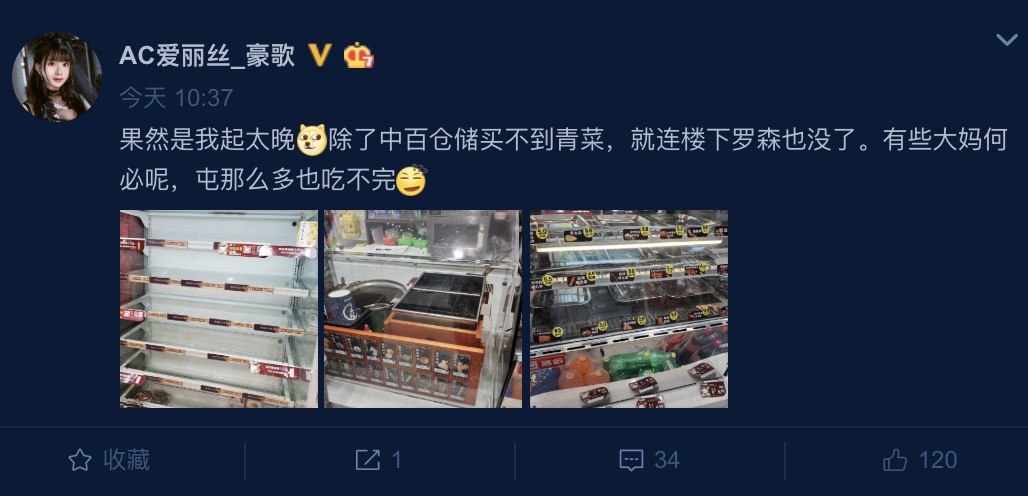 AC爱丽丝_豪歌
今天 10:37
果然是我起太晚除了中百仓储买不到青菜，就连楼下罗森也没了。有些大妈何
必呢，屯那么多也吃不完
收藏
1
34
120